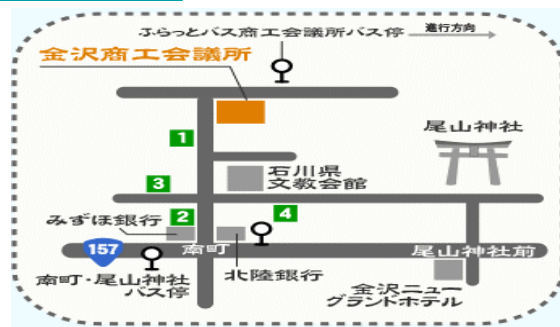 ふらっとバス商工会議所バス停
進行方向
金沢商工会議所
尾山神社
1
石川県
文教会館
3
みずほ銀行
2
4
157
南町
尾山神社前
南町・尾山神社
バス停
北陸銀行
金沢ニュー
グランドホテル